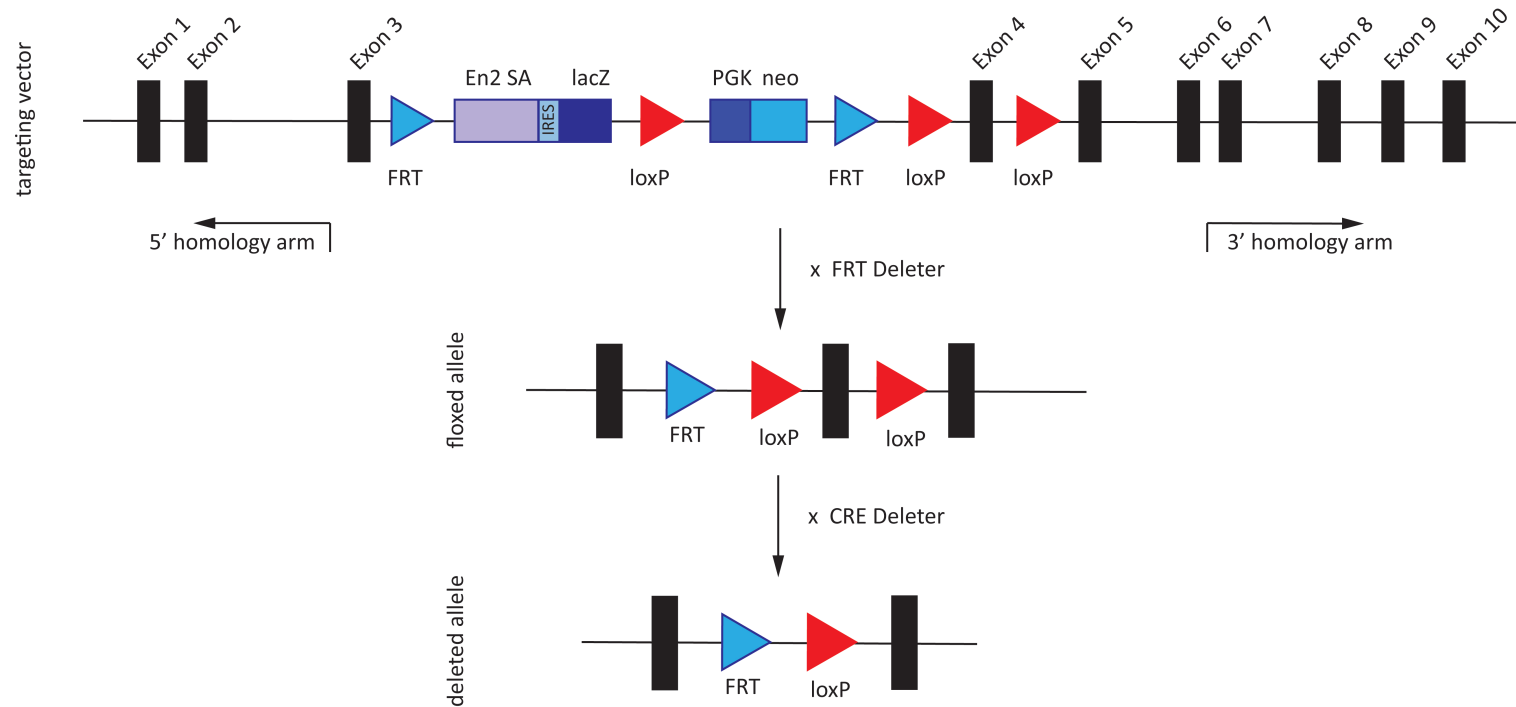 targeting vector
Exon 1
Exon 2
Exon 3
Exon 4
Exon 5
Exon 6
Exon 7
Exon 8
Exon 9
Exon 10
En2 SA
lacZ
PGK neo
IRES
FRT
loxP
FRT
loxP
loxP
5’ homology arm
3’ homology arm
x FRT Deleter
floxed allele
FRT
loxP
loxP
x CRE Deleter
deleted allele
FRT
loxP